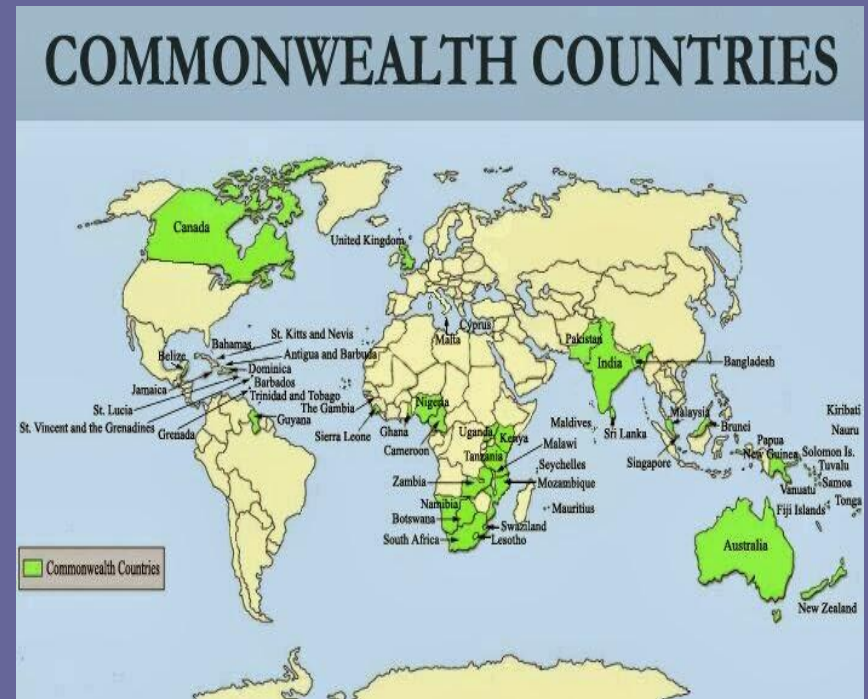 COMMONWEALTH COUNTRIES
Canada
United Kingdom
Cyprus
Malta
St. Kitts and Nevis
Bahamas
Antigua and Barbuda
Belize
Dominica
Jamaica
Barbados
St. Lucia
Trinidad and Tobago
St. Vincent and the Grenadines
Grenada
Guyana
The Gambia
Sierra Leone
Ghana
Nigeria
Cameroon
Uganda
Kenya
Tanzania
Malawi
Seychelles
Zambia
Mozambique
Namibia
Mauritius
Botswana
Swaziland
South Africa
Lesotho
Pakistan
India
Bangladesh
Maldives
Sri Lanka
Malaysia
Brunei
Singapore
Papua
New Guinea
Kiribati
Nauru
Solomon Is.
Tuvalu
Vanuatu
Samoa
Fiji Islands
Tonga
Australia
New Zealand
Commonwealth Countries